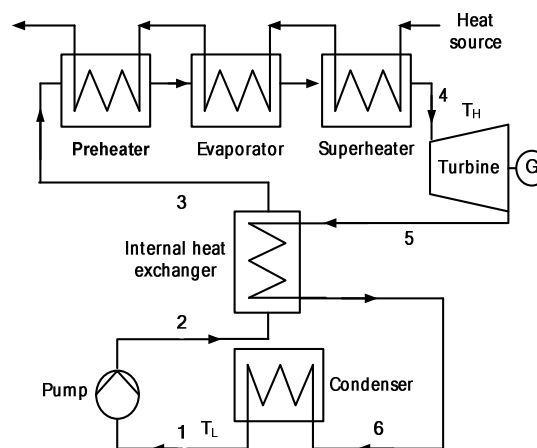 Heat
source
4
T_H
Preheater
Evaporator
Superheater
Turbine
G
3
5
Internal heat
exchanger
2
Pump
Condenser
1
T_L
6